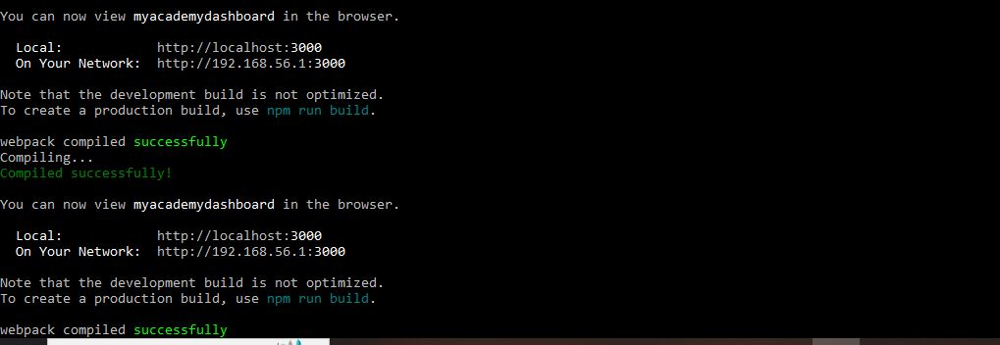 You can now view myacademydashboard in the browser.
Local: http://localhost:3000
On Your Network: http://192.168.56.1:3000
Note that the development build is not optimized.
To create a production build, use npm run build.
webpack compiled successfully
Compiling...
Compiled successfully!
You can now view myacademydashboard in the browser.
Local: http://localhost:3000
On Your Network: http://192.168.56.1:3000
Note that the development build is not optimized.
To create a production build, use npm run build.
webpack compiled successfully